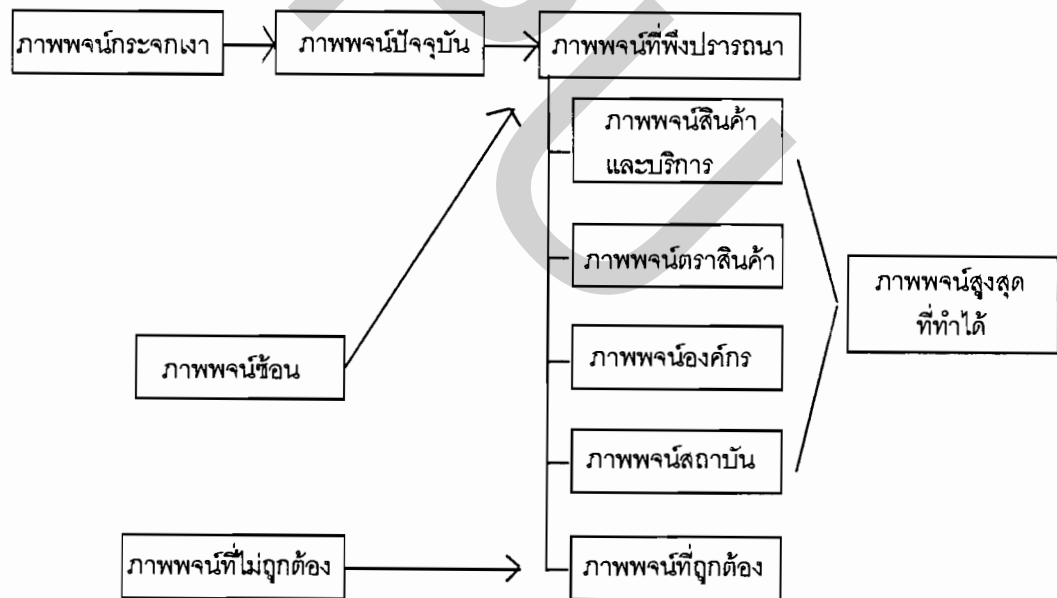 ภาพพจน์กระจกเงา
ภาพพจน์ปัจจุบัน
ภาพพจน์ที่พึงปรารถนา
ภาพพจน์สินค้า
และบริการ
ภาพพจน์ตราสินค้า
ภาพพจน์สูงสุด
ที่ทำได้
ภาพพจน์ซ้อน
ภาพพจน์องค์กร
ภาพพจน์สถาบัน
ภาพพจน์ที่ไม่ถูกต้อง
ภาพพจน์ที่ถูกต้อง